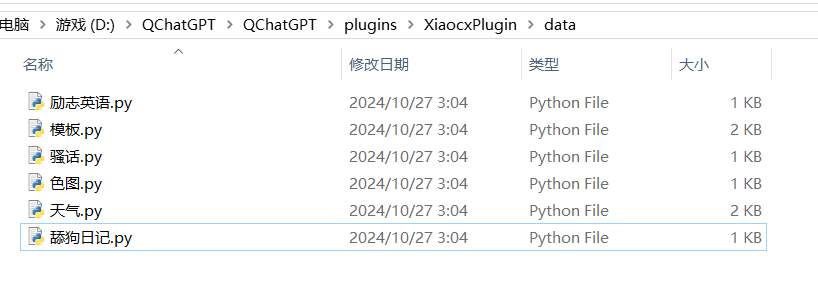 电脑 > 游戏 (D:) > QChatGPT > QChatGPT > plugins > XiaocxPlugin > data
名称 修改日期 类型 大小
励志英语.py 2024/10/27 3:04 Python File 1 KB
模板.py 2024/10/27 3:04 Python File 2 KB
骚话.py 2024/10/27 3:04 Python File 1 KB
色图.py 2024/10/27 3:04 Python File 1 KB
天气.py 2024/10/27 3:04 Python File 2 KB
舔狗日记.py 2024/10/27 3:04 Python File 1 KB